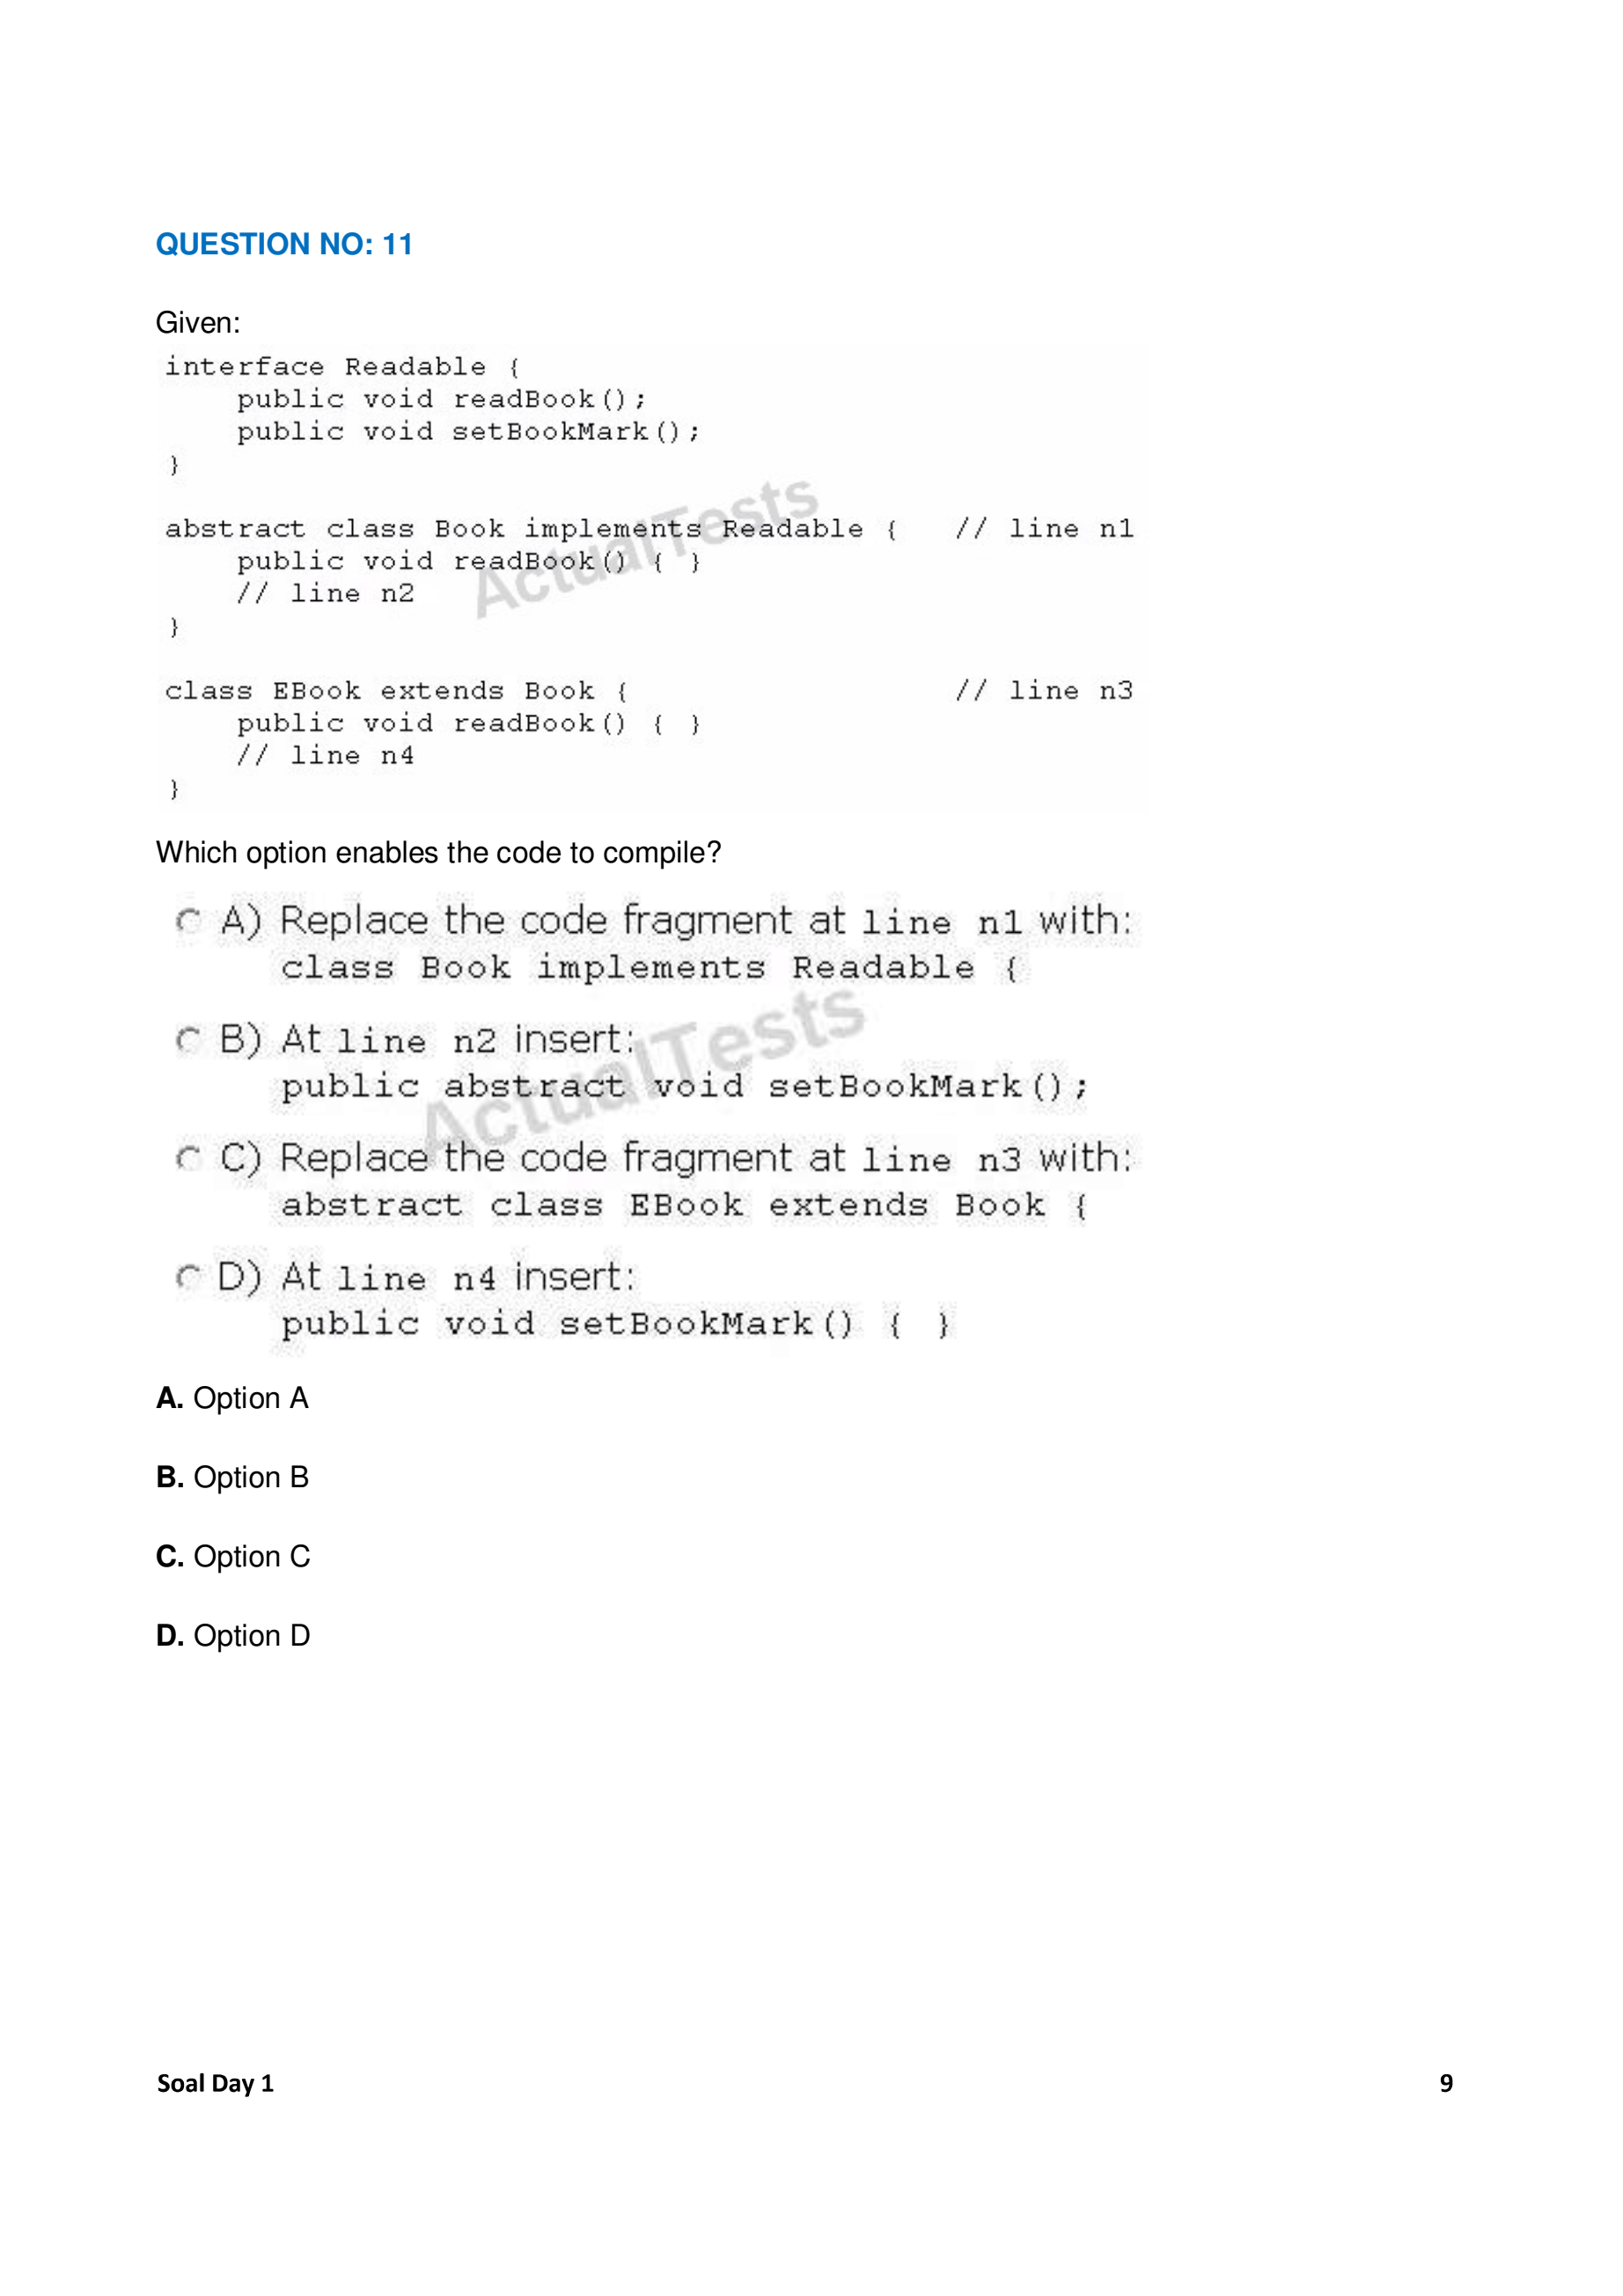 QUESTION NO: 11
Given:
interface Readable {
    public void readBook();
    public void setBookMark();
}
abstract class Book implements Readable {   // line n1
    public void readBook() { }
    // line n2
}
class EBook extends Book {                  // line n3
    public void readBook() { }
    // line n4
}
ActualTests
Which option enables the code to compile?
A) Replace the code fragment at line n1 with:
class Book implements Readable {
B) At line n2 insert:
public abstract void setBookMark();
C) Replace the code fragment at line n3 with:
abstract class EBook extends Book {
D) At line n4 insert:
public void setBookMark() { }
ActualTests
A. Option A
B. Option B
C. Option C
D. Option D
Soal Day 1 9